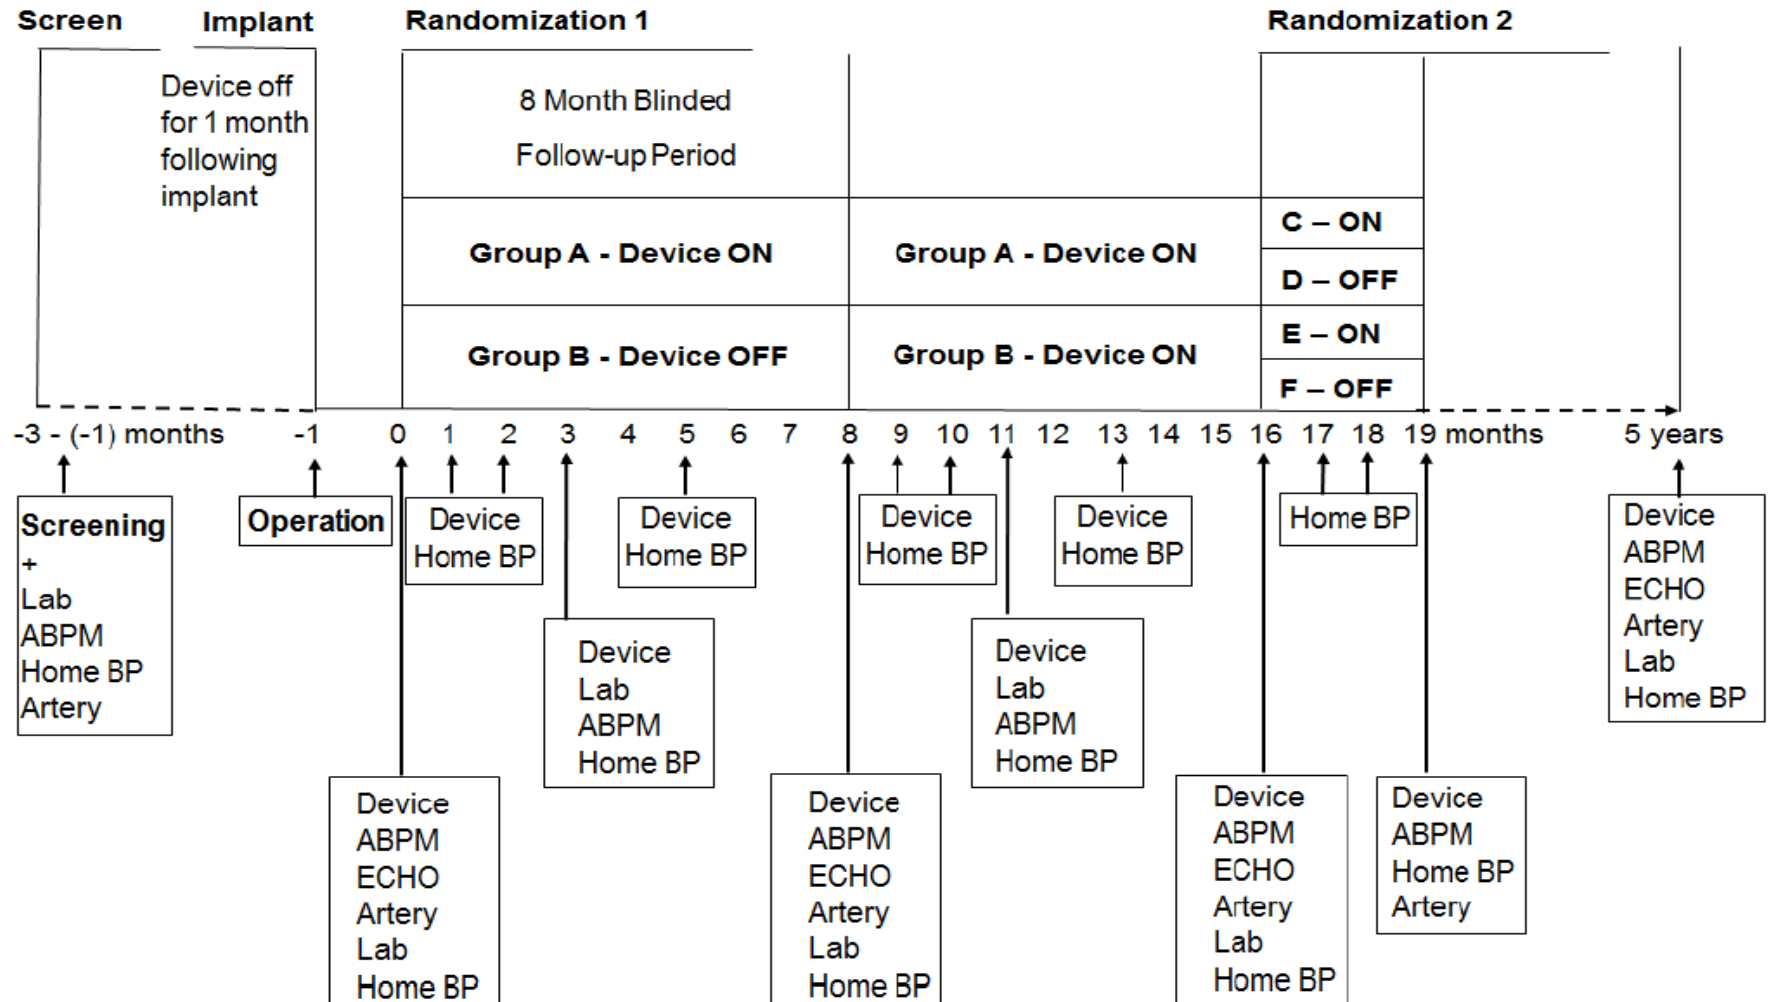 Screen
Implant
Randomization 1
Randomization 2
Device off
for 1 month
following
implant
8 Month Blinded
Follow-up Period
Group A - Device ON
Group A - Device ON
C – ON
D – OFF
Group B - Device OFF
Group B - Device ON
E – ON
F – OFF
-3 - (-1) months
-1
0
1
2
3
4
5
6
7
8
9
10
11
12
13
14
15
16
17
18
19 months
5 years
Screening
+
Lab
ABPM
Home BP
Artery
Operation
Device
Home BP
Device
Home BP
Device
Home BP
Device
Home BP
Home BP
Device
ABPM
ECHO
Artery
Lab
Home BP
Device
Lab
ABPM
Home BP
Device
Lab
ABPM
Home BP
Device
ABPM
ECHO
Artery
Lab
Home BP
Device
ABPM
ECHO
Artery
Lab
Home BP
Device
ABPM
ECHO
Artery
Lab
Home BP
Device
ABPM
Home BP
Artery